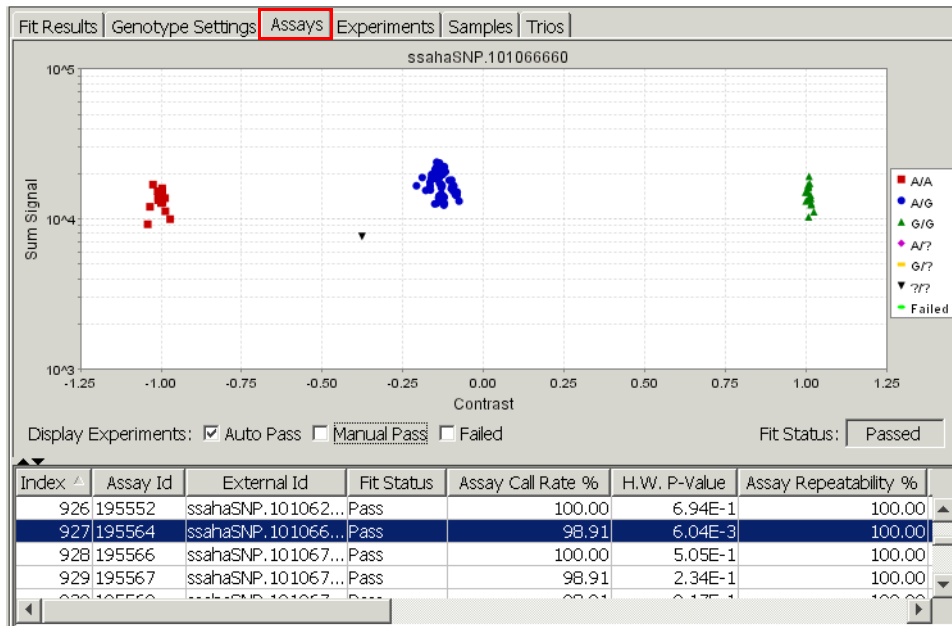 Fit Results Genotype Settings Assays Experiments Samples Trios
ssahaSNP.101066660
10^5
10^4
10^3
Sum Signal
-1.25 -1.00 -0.75 -0.50 -0.25 0.00 0.25 0.50 0.75 1.00 1.25
Contrast
A/A
A/G
G/G
A/?
G/?
?/?
Failed
Display Experiments: Auto Pass Manual Pass Failed Fit Status: Passed
Index Assay Id External Id Fit Status Assay Call Rate % H.W. P-Value Assay Repeatability %
926 195552 ssahaSNP.101062... Pass 100.00 6.94E-1 100.00
927 195564 ssahaSNP.101066... Pass 98.91 6.04E-3 100.00
928 195566 ssahaSNP.101067... Pass 100.00 5.05E-1 100.00
929 195567 ssahaSNP.101067... Pass 98.91 2.34E-1 100.00